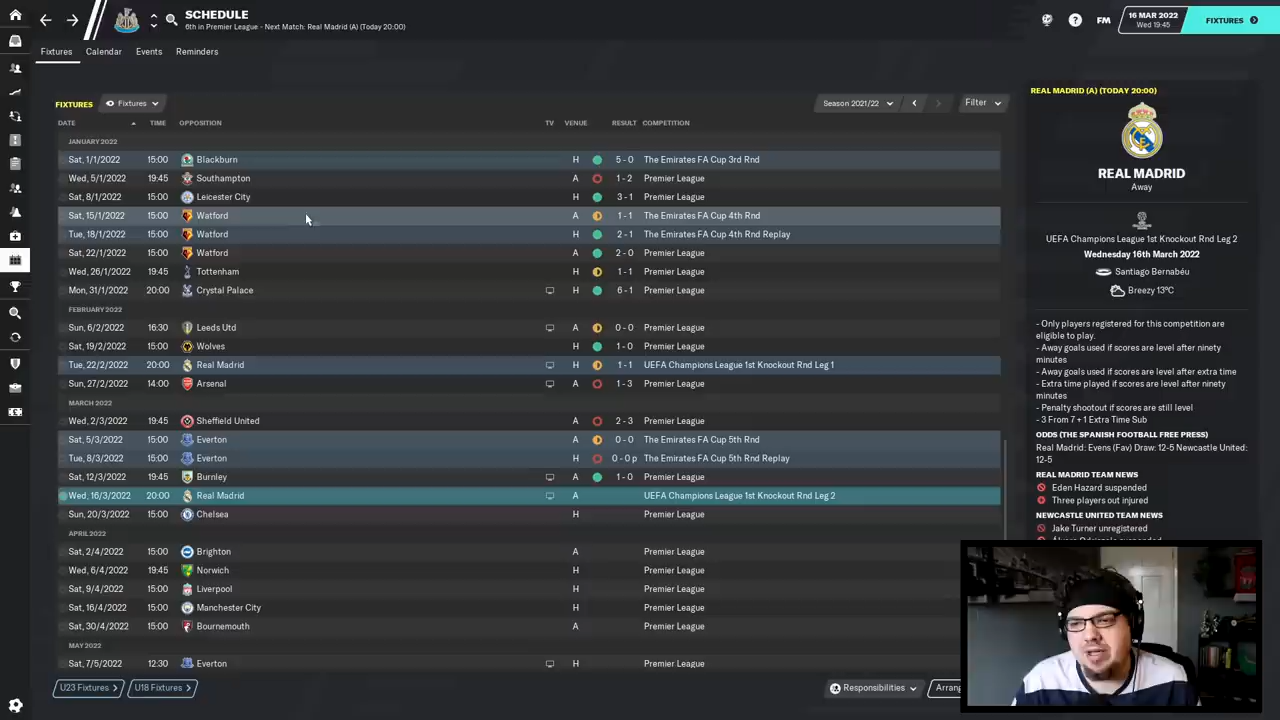 SCHEDULE
6th in Premier League - Next Match: Real Madrid (A) (Today 20:00)
FM
16 MAR 2022
Wed 19:45
FIXTURES
Fixtures Calendar Events Reminders
FIXTURES Fixtures Season 2021/22 Filter
DATE TIME OPPOSITION TV VENUE RESULT COMPETITION
JANUARY 2022
Sat, 1/1/2022 15:00 Blackburn H 5 - 0 The Emirates FA Cup 3rd Rnd
Wed, 5/1/2022 19:45 Southampton A 1 - 2 Premier League
Sat, 8/1/2022 15:00 Leicester City H 3 - 1 Premier League
Sat, 15/1/2022 15:00 Watford A 1 - 1 The Emirates FA Cup 4th Rnd
Tue, 18/1/2022 15:00 Watford H 2 - 1 The Emirates FA Cup 4th Rnd Replay
Sat, 22/1/2022 15:00 Watford A 2 - 0 Premier League
Wed, 26/1/2022 19:45 Tottenham H 1 - 1 Premier League
Mon, 31/1/2022 20:00 Crystal Palace H 6 - 1 Premier League
FEBRUARY 2022
Sun, 6/2/2022 16:30 Leeds Utd A 0 - 0 Premier League
Sat, 19/2/2022 15:00 Wolves H 1 - 0 Premier League
Tue, 22/2/2022 20:00 Real Madrid H 1 - 1 UEFA Champions League 1st Knockout Rnd Leg 1
Sun, 27/2/2022 14:00 Arsenal A 1 - 3 Premier League
MARCH 2022
Wed, 2/3/2022 19:45 Sheffield United A 2 - 3 Premier League
Sat, 5/3/2022 15:00 Everton A 0 - 0 The Emirates FA Cup 5th Rnd
Tue, 8/3/2022 15:00 Everton H 0 - 0 p The Emirates FA Cup 5th Rnd Replay
Sat, 12/3/2022 19:45 Burnley A 1 - 0 Premier League
Wed, 16/3/2022 20:00 Real Madrid A UEFA Champions League 1st Knockout Rnd Leg 2
Sun, 20/3/2022 15:00 Chelsea H Premier League
APRIL 2022
Sat, 2/4/2022 15:00 Brighton A Premier League
Wed, 6/4/2022 19:45 Norwich H Premier League
Sat, 9/4/2022 15:00 Liverpool H Premier League
Sat, 16/4/2022 15:00 Manchester City H Premier League
Sat, 30/4/2022 15:00 Bournemouth A Premier League
MAY 2022
Sat, 7/5/2022 12:30 Everton H Premier League
U23 Fixtures U18 Fixtures Responsibilities Arrang
REAL MADRID (A) (TODAY 20:00)
REAL MADRID
Away
UEFA Champions League 1st Knockout Rnd Leg 2
Wednesday 16th March 2022
Santiago Bernabéu
Breezy 13°C
- Only players registered for this competition are
eligible to play.
- Away goals used if scores are level after ninety
minutes
- Away goals used if scores are level after extra time
- Extra time played if scores are level after ninety
minutes
- Penalty shootout if scores are still level
- 3 From 7 + 1 Extra Time Sub
ODDS (THE SPANISH FOOTBALL FREE PRESS)
Real Madrid: Evens (Fav) Draw: 12-5 Newcastle United:
12-5
REAL MADRID TEAM NEWS
Eden Hazard suspended
Three players out injured
NEWCASTLE UNITED TEAM NEWS
Jake Turner unregistered